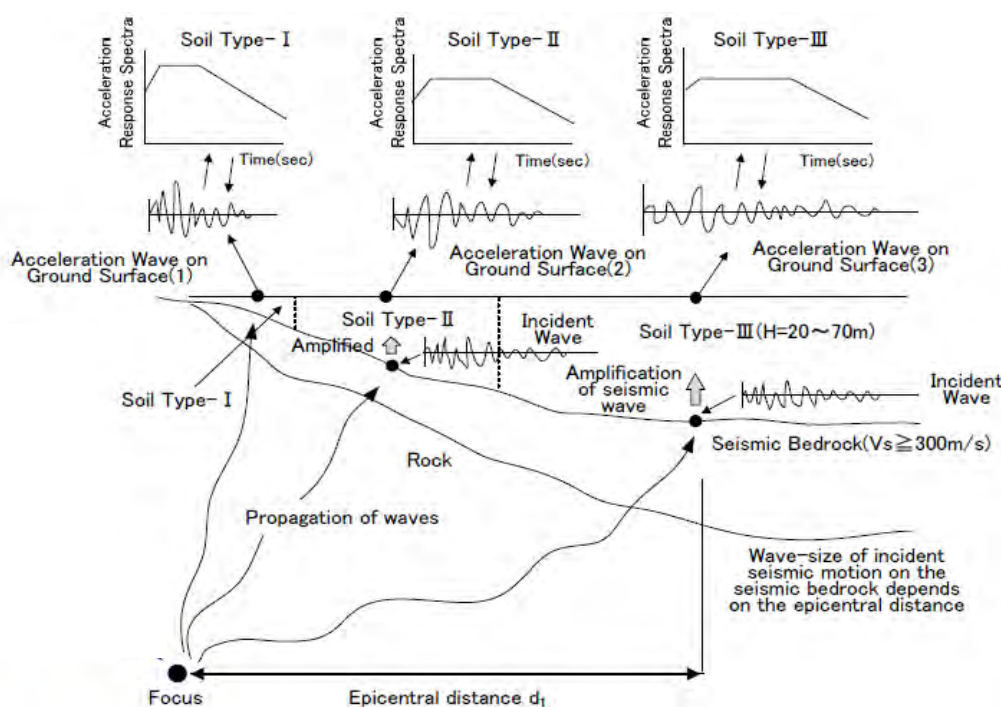 Soil Type-Ⅰ
Acceleration
Response Spectra
Time(sec)
Soil Type-Ⅱ
Acceleration
Response Spectra
Time(sec)
Soil Type-Ⅲ
Acceleration
Response Spectra
Time(sec)
Acceleration Wave on
Ground Surface(1)
Acceleration Wave on
Ground Surface(2)
Acceleration Wave on
Ground Surface(3)
Soil Type-Ⅱ
Amplified
Incident
Wave
Soil Type-Ⅲ(H=20～70m)
Soil Type-Ⅰ
Amplification
of seismic
wave
Incident
Wave
Seismic Bedrock(Vs≧300m/s)
Rock
Propagation of waves
Wave-size of incident
seismic motion on the
seismic bedrock depends
on the epicentral distance
Focus
Epicentral distance d₁